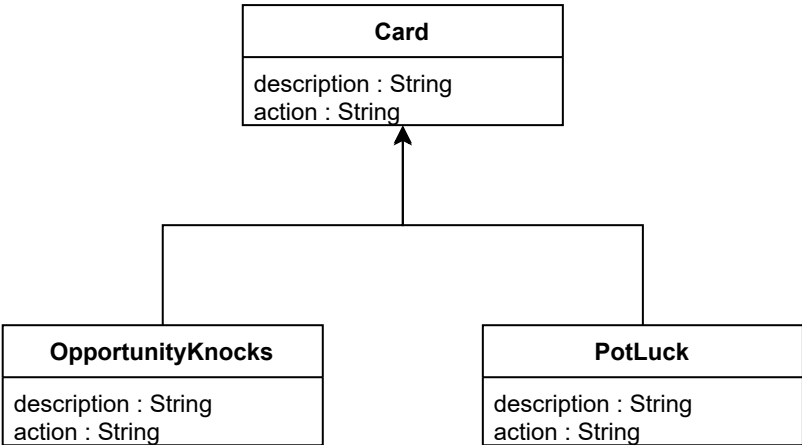 Card
description : String
action : String
OpportunityKnocks
description : String
action : String
PotLuck
description : String
action : String